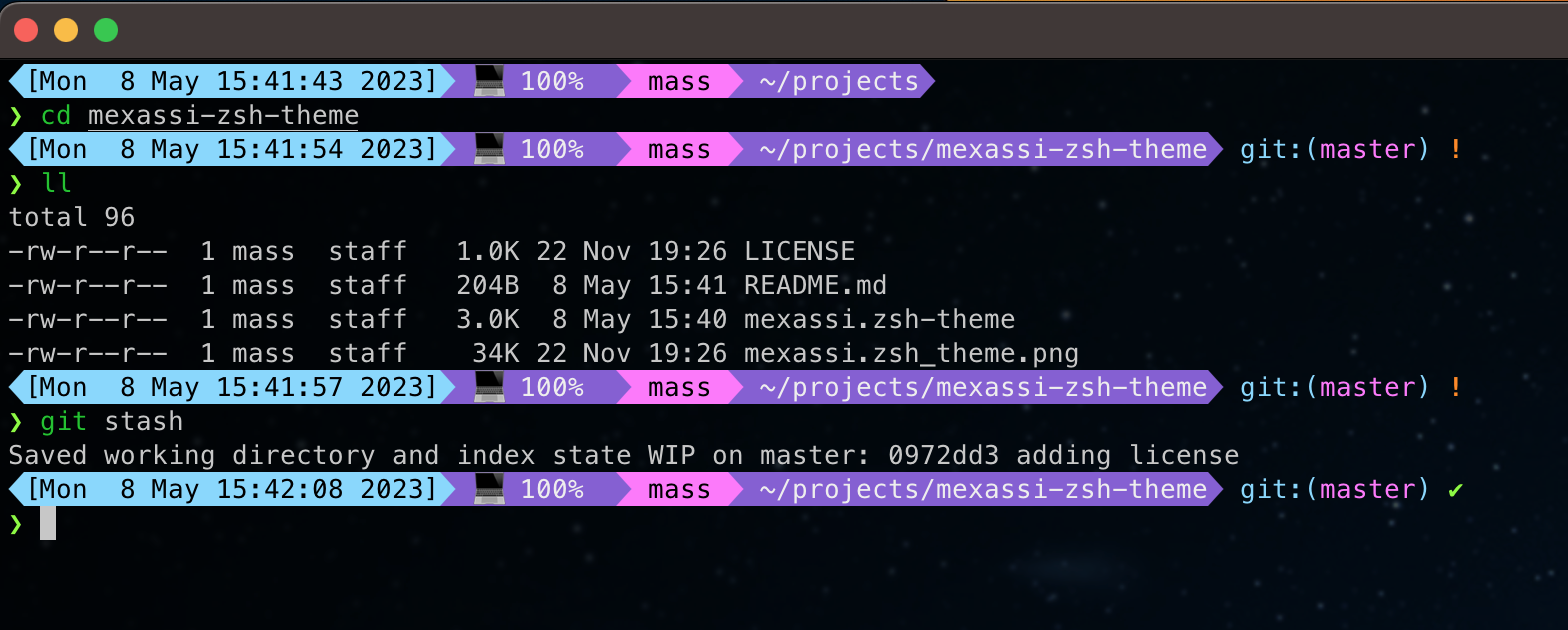 [Mon  8 May 15:41:43 2023] 💻 100% mass ~/projects
❯ cd mexassi-zsh-theme
[Mon  8 May 15:41:54 2023] 💻 100% mass ~/projects/mexassi-zsh-theme git:(master) !
❯ ll
total 96
-rw-r--r--  1 mass  staff   1.0K 22 Nov 19:26 LICENSE
-rw-r--r--  1 mass  staff   204B  8 May 15:41 README.md
-rw-r--r--  1 mass  staff   3.0K  8 May 15:40 mexassi.zsh-theme
-rw-r--r--  1 mass  staff    34K 22 Nov 19:26 mexassi.zsh_theme.png
[Mon  8 May 15:41:57 2023] 💻 100% mass ~/projects/mexassi-zsh-theme git:(master) !
❯ git stash
Saved working directory and index state WIP on master: 0972dd3 adding license
[Mon  8 May 15:42:08 2023] 💻 100% mass ~/projects/mexassi-zsh-theme git:(master) ✔
❯